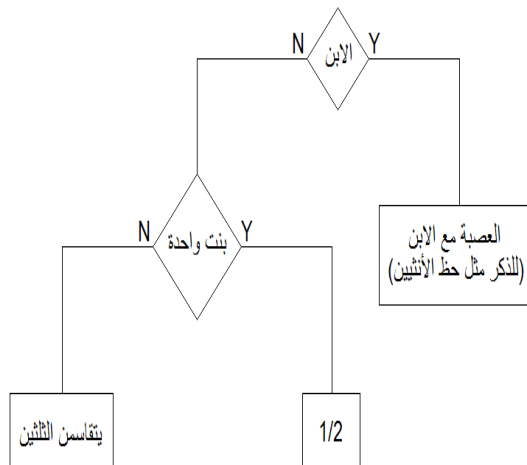 الابن
N
Y
العصبة مع الابن
(للذكر مثل حظ الأنثيين)
بنت واحدة
N
Y
يتقاسمن الثلثين
1/2